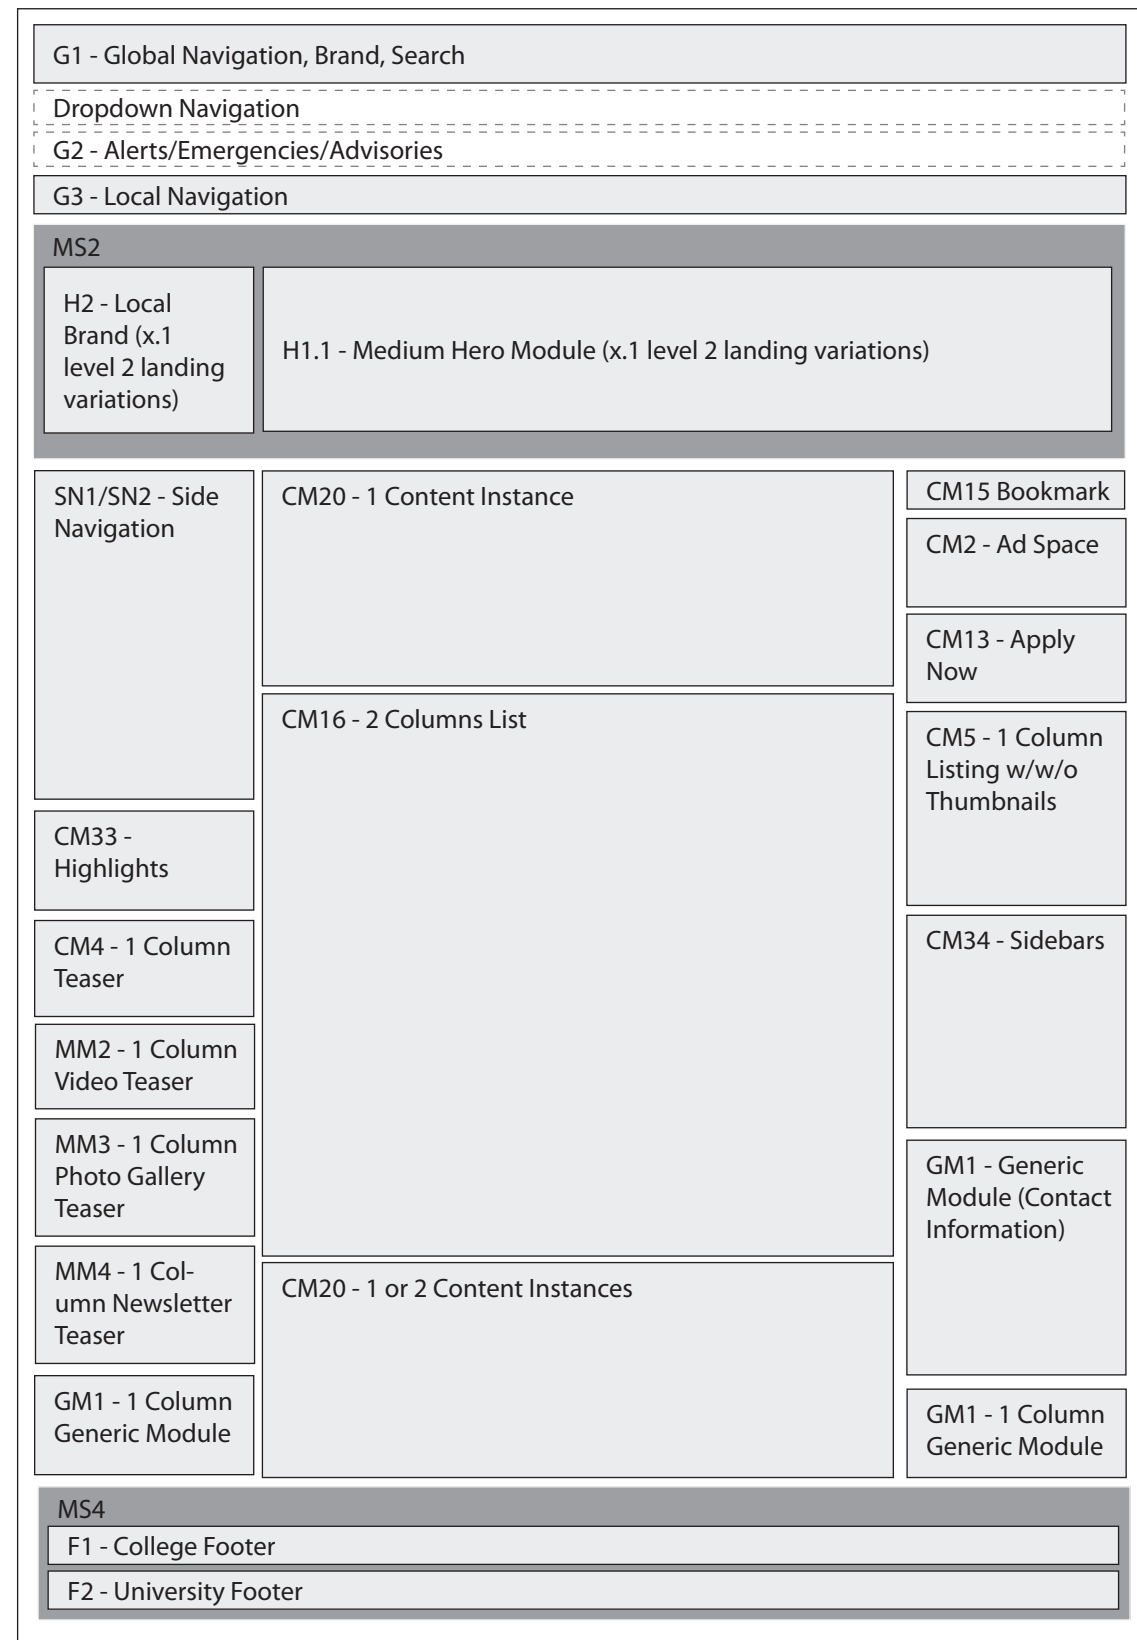 G1 - Global Navigation, Brand, Search
Dropdown Navigation
G2 - Alerts/Emergencies/Advisories
G3 - Local Navigation
MS2
H2 - Local
Brand (x.1
level 2 landing
variations)
H1.1 - Medium Hero Module (x.1 level 2 landing variations)
SN1/SN2 - Side
Navigation
CM33 -
Highlights
CM4 - 1 Column
Teaser
MM2 - 1 Column
Video Teaser
MM3 - 1 Column
Photo Gallery
Teaser
MM4 - 1 Col-
umn Newsletter
Teaser
GM1 - 1 Column
Generic Module
CM20 - 1 Content Instance
CM16 - 2 Columns List
CM20 - 1 or 2 Content Instances
CM15 Bookmark
CM2 - Ad Space
CM13 - Apply
Now
CM5 - 1 Column
Listing w/w/o
Thumbnails
CM34 - Sidebars
GM1 - Generic
Module (Contact
Information)
GM1 - 1 Column
Generic Module
MS4
F1 - College Footer
F2 - University Footer